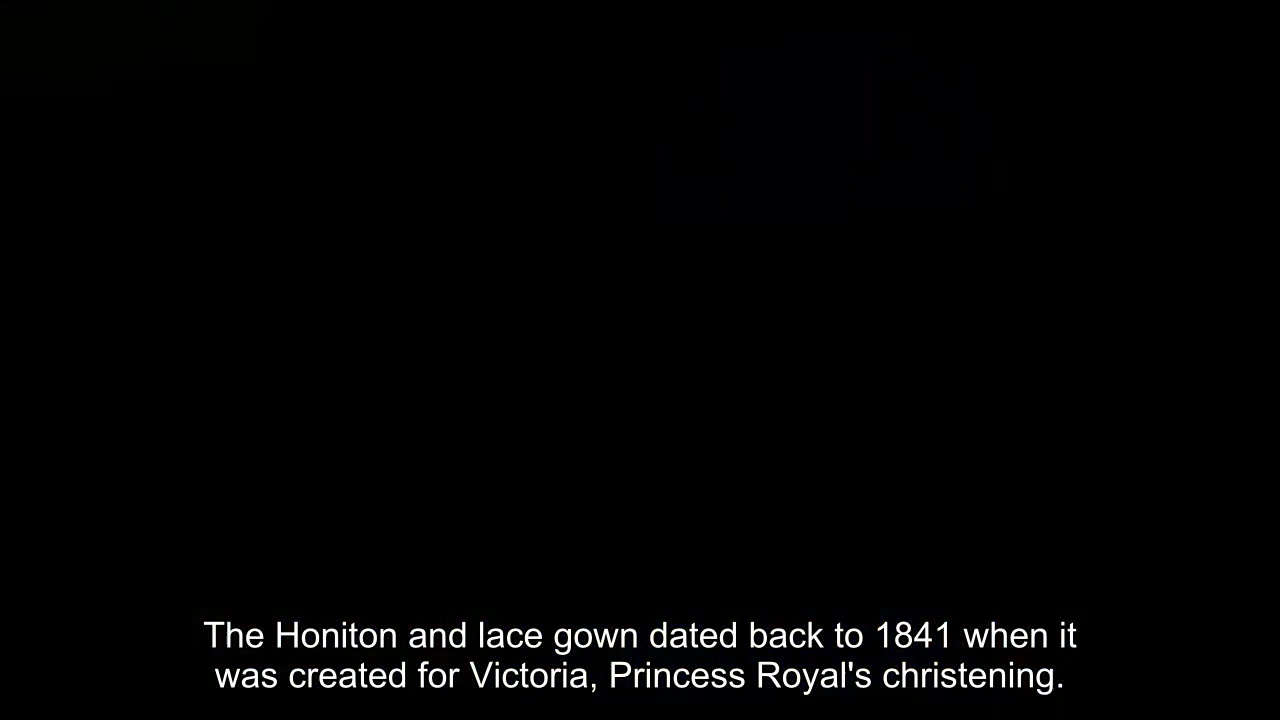 The Honiton and lace gown dated back to 1841 when it
was created for Victoria, Princess Royal's christening.